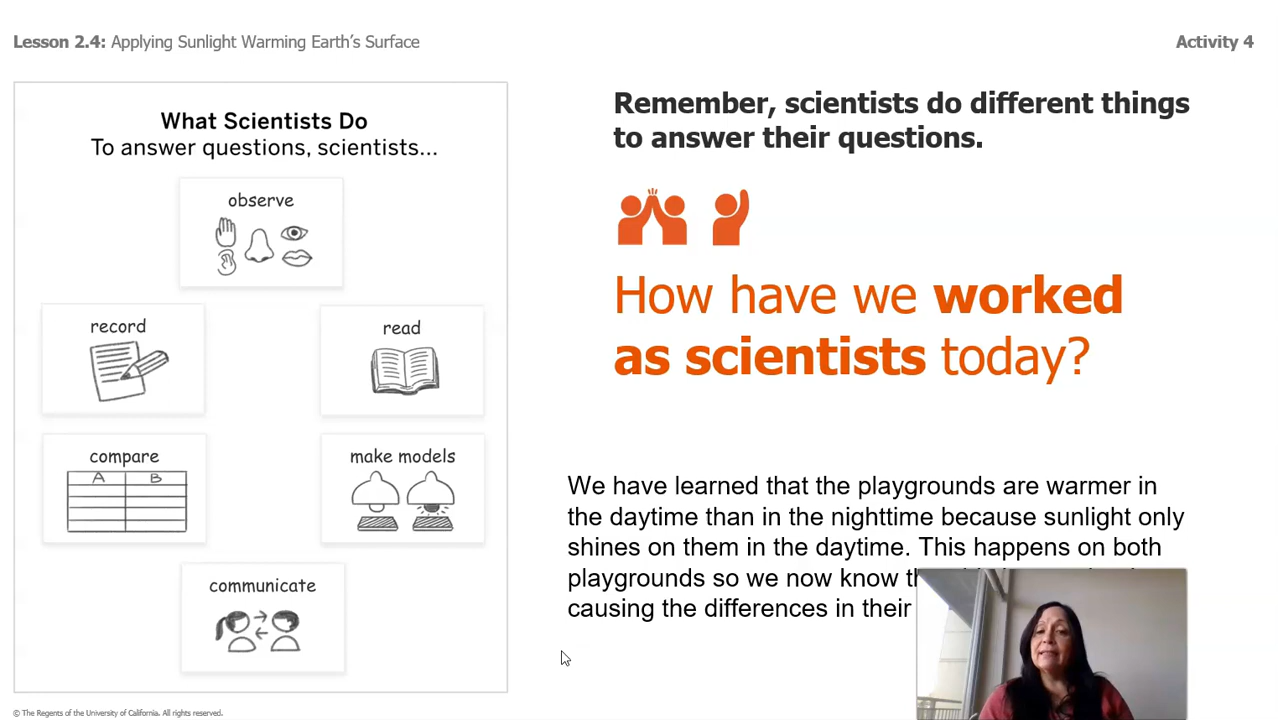 Lesson 2.4: Applying Sunlight Warming Earth's Surface
Activity 4
What Scientists Do
To answer questions, scientists...
observe
record
read
compare
A B
make models
communicate
Remember, scientists do different things
to answer their questions.
How have we worked
as scientists today?
We have learned that the playgrounds are warmer in
the daytime than in the nighttime because sunlight only
shines on them in the daytime. This happens on both
playgrounds so we now know
causing the differences in their
© The Regents of the University of California. All rights reserved.